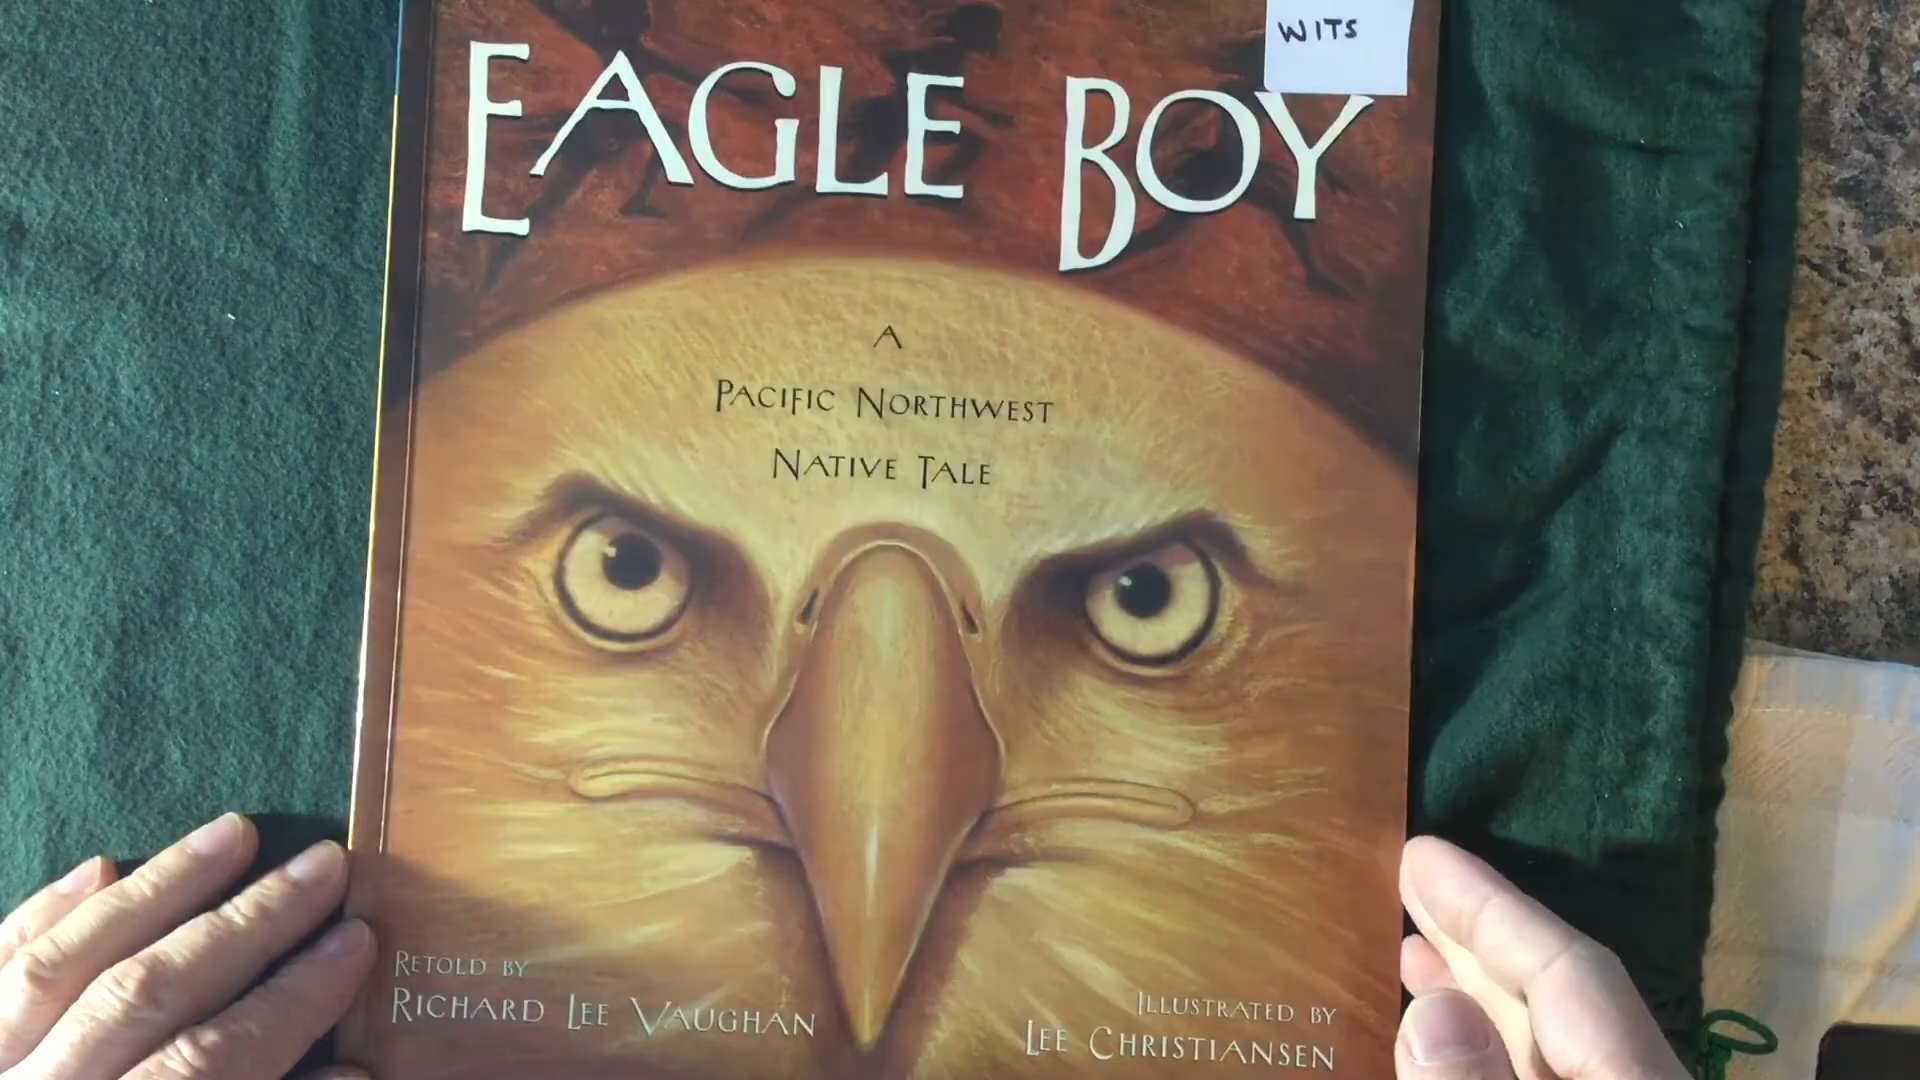 WITS
EAGLE BOY
A
PACIFIC NORTHWEST
NATIVE TALE
RETOLD BY
RICHARD LEE VAUGHAN
ILLUSTRATED BY
LEE CHRISTIANSEN